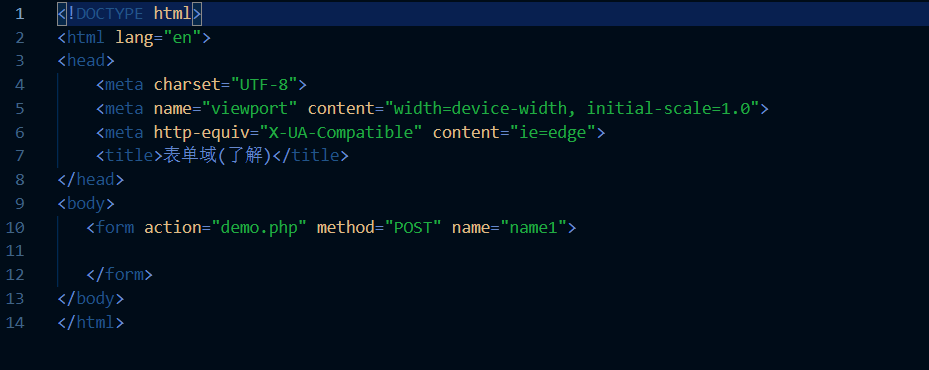 1 <!DOCTYPE html>
2 <html lang="en">
3 <head>
4 <meta charset="UTF-8">
5 <meta name="viewport" content="width=device-width, initial-scale=1.0">
6 <meta http-equiv="X-UA-Compatible" content="ie=edge">
7 <title>表单域(了解)</title>
8 </head>
9 <body>
10 <form action="demo.php" method="POST" name="name1">
11
12 </form>
13 </body>
14 </html>